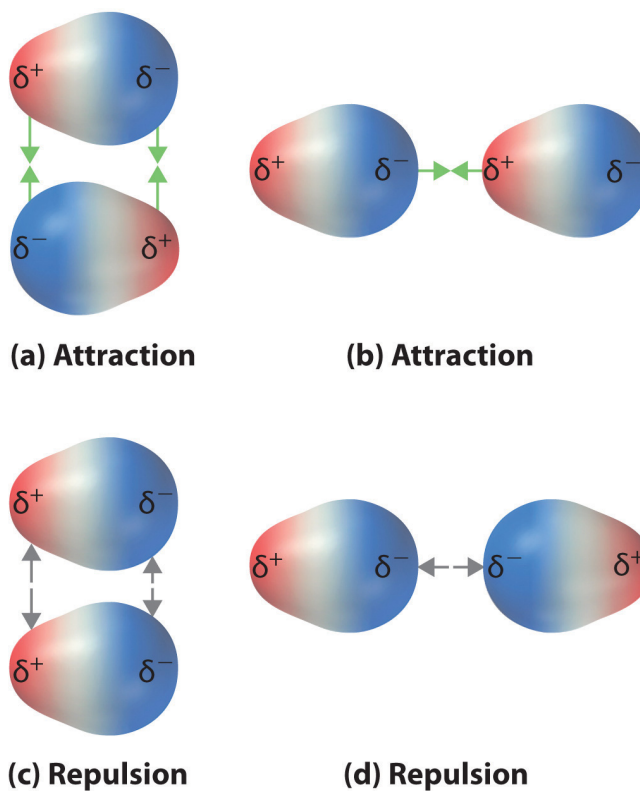 δ⁺ δ⁻
δ⁻ δ⁺
δ⁺ δ⁻ δ⁺ δ⁻
(a) Attraction
(b) Attraction
δ⁺ δ⁻
δ⁺ δ⁻
δ⁺ δ⁻ δ⁻ δ⁺
(c) Repulsion
(d) Repulsion